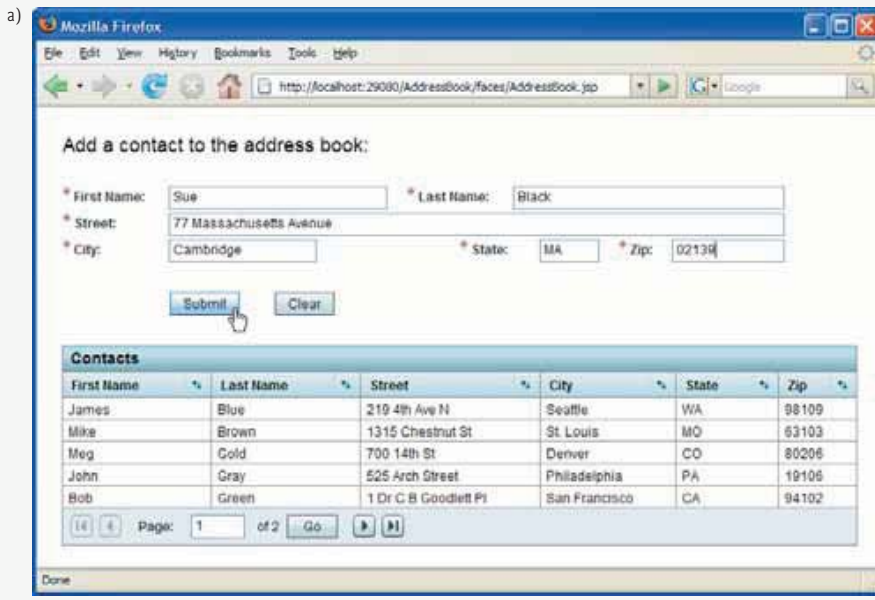 a)
Mozilla Firefox
File Edit View History Bookmarks Tools Help
http://localhost:29080/AddressBook/faces/AddressBook.jsp Google
Add a contact to the address book:
* First Name: Sue * Last Name: Black
* Street: 77 Massachusetts Avenue
* City: Cambridge * State: MA * Zip: 02139
Submit Clear
Contacts
First Name Last Name Street City State Zip
James Blue 219 4th Ave N Seattle WA 98109
Mike Brown 1315 Chestnut St St. Louis MO 63103
Meg Gold 700 14th St Denver CO 80206
John Gray 525 Arch Street Philadelphia PA 19106
Bob Green 1 Dr C B Goodlett Pl San Francisco CA 94102
Page: 1 of 2 Go
Done